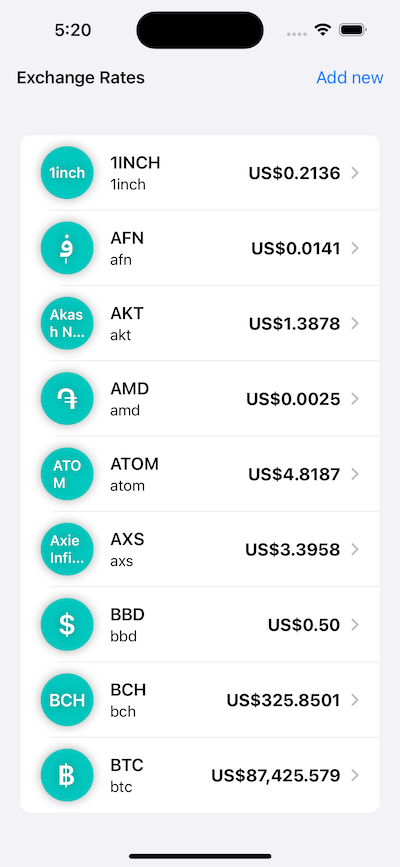 5:20
Exchange Rates
Add new
1inch
1INCH
1inch
US$0.2136
؋
AFN
afn
US$0.0141
Akas
h N...
AKT
akt
US$1.3878
֏
AMD
amd
US$0.0025
ATO
M
ATOM
atom
US$4.8187
Axie
Infi...
AXS
axs
US$3.3958
$
BBD
bbd
US$0.50
BCH
BCH
bch
US$325.8501
฿
BTC
btc
US$87,425.579